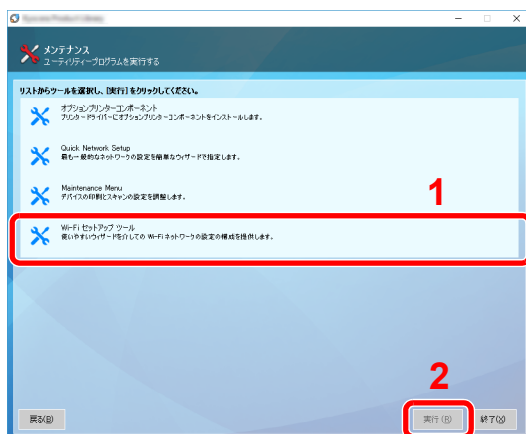 メンテナンス
ユーティリティープログラムを実行する
リストからツールを選択し、[実行] をクリックしてください。
オプションプリンターコンポーネント
プリンタードライバーにオプションプリンターコンポーネントをインストールします。
Quick Network Setup
最も一般的なネットワークの設定を簡単なウィザードで指定します。
Maintenance Menu
デバイスの印刷とスキャンの設定を調整します。
1
Wi-Fi セットアップ ツール
使いやすいウィザードを介しての Wi-Fi ネットワークの設定の構成を提供します。
2
戻る(B)
実行 (R)
終了(X)